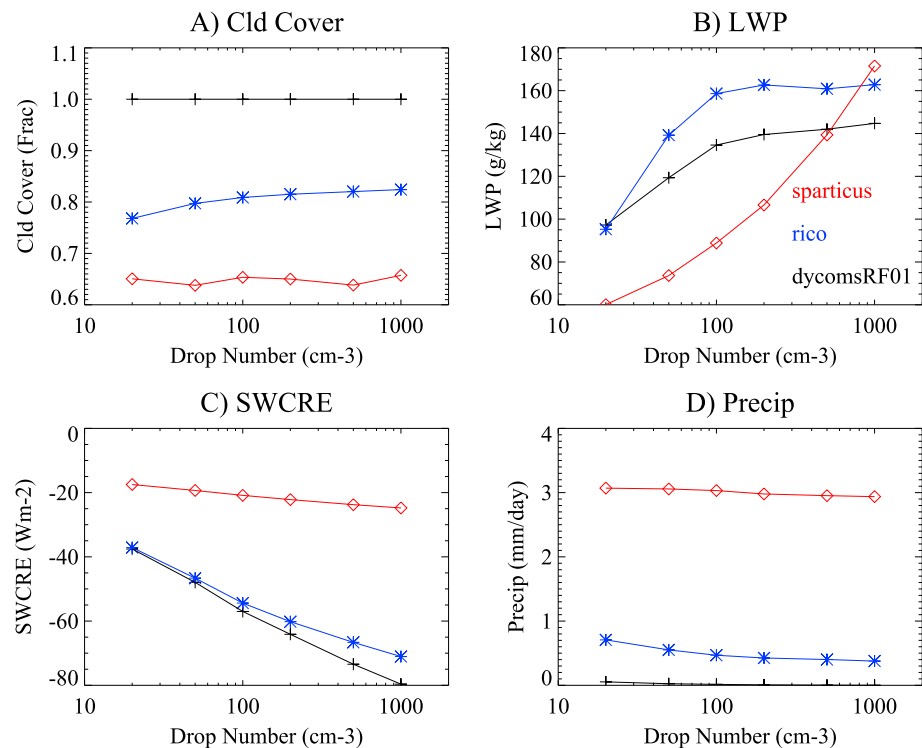 A) Cld Cover
1.1
1.0
0.9
0.8
0.7
0.6
Cld Cover (Frac)
10 100 1000
Drop Number (cm-3)
B) LWP
180
160
140
120
100
80
60
LWP (g/kg)
sparticus
rico
dycomsRF01
10 100 1000
Drop Number (cm-3)
C) SWCRE
0
-20
-40
-60
-80
SWCRE (Wm-2)
10 100 1000
Drop Number (cm-3)
D) Precip
4
3
2
1
0
Precip (mm/day)
10 100 1000
Drop Number (cm-3)